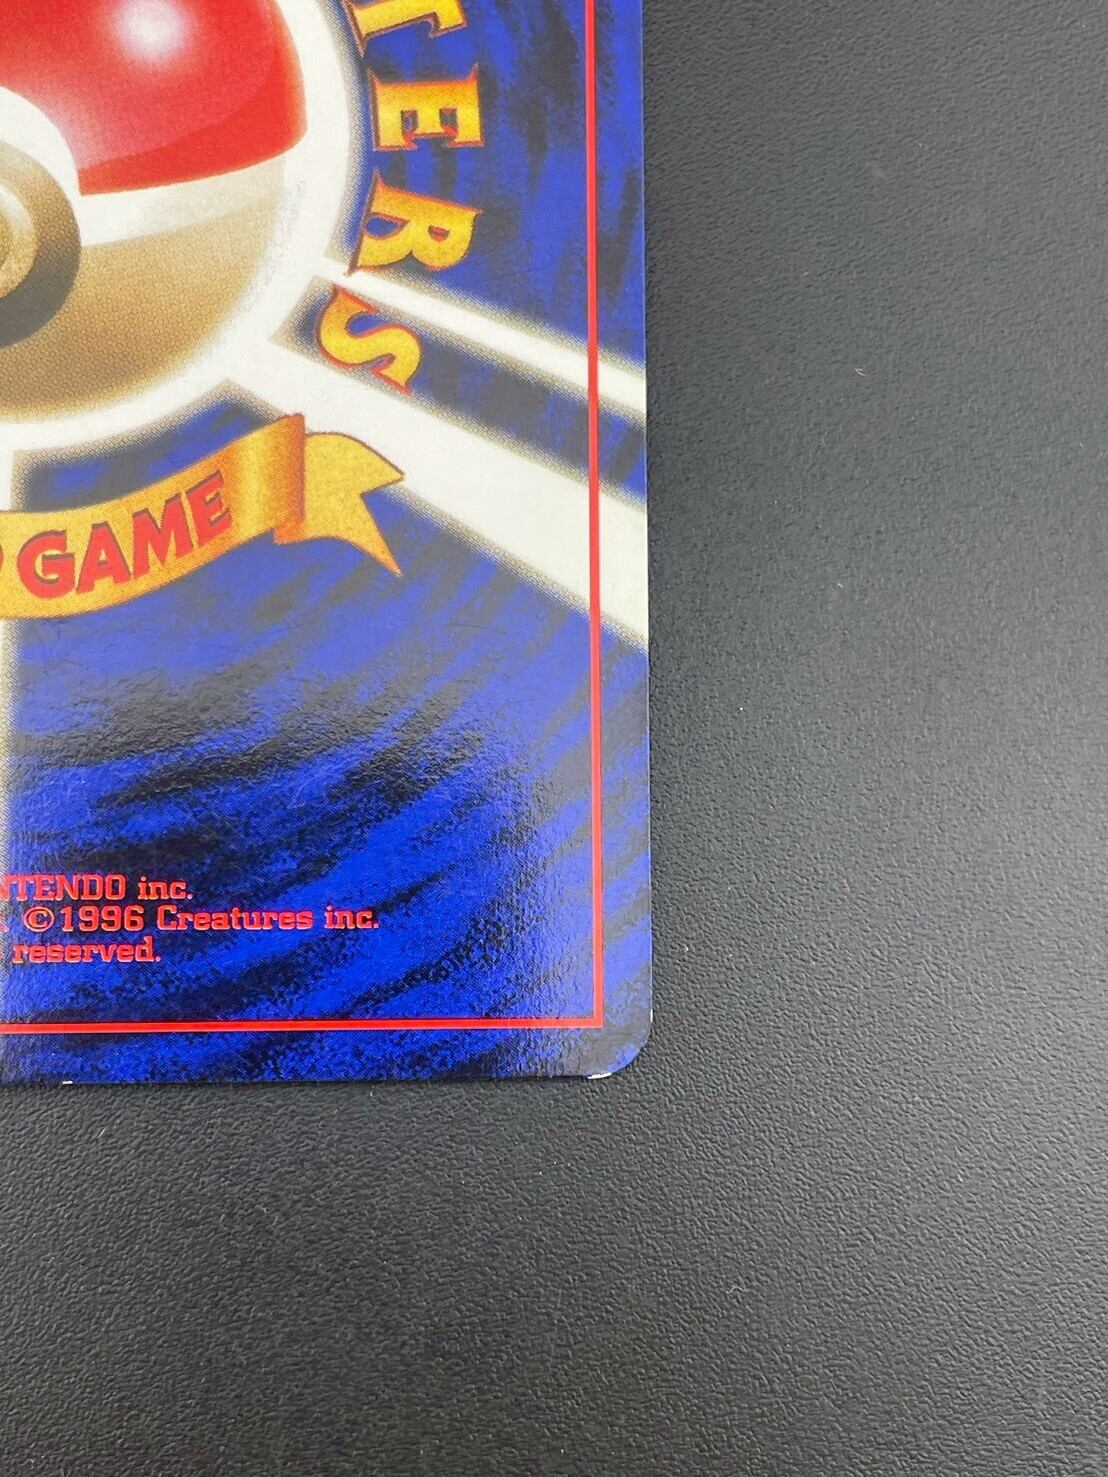 TERS
GAME
NTENDO inc.
©1996 Creatures inc.
reserved.